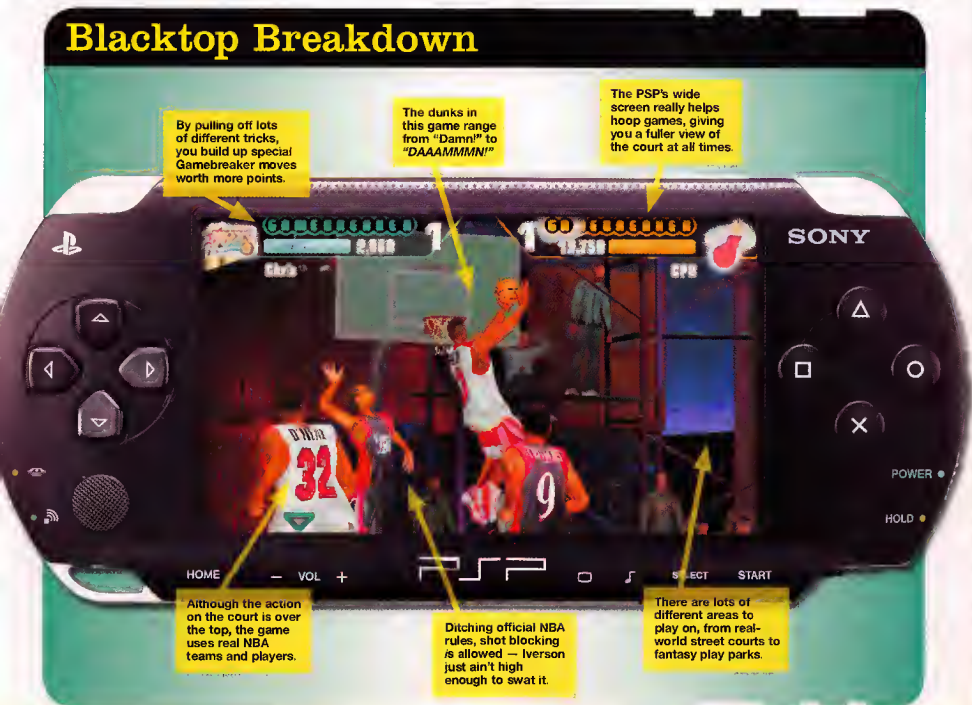 Blacktop Breakdown
By pulling off lots
of different tricks,
you build up special
Gamebreaker moves
worth more points.
The dunks in
this game range
from "Damn!" to
"DAAAMMMN!"
The PSP's wide
screen really helps
hoop games, giving
you a fuller view of
the court at all times.
SONY
1
1
CPU
O'NEAL
32
9
POWER
HOLD
HOME
— VOL +
PSP
SELECT
START
Although the action
on the court is over
the top, the game
uses real NBA
teams and players.
Ditching official NBA
rules, shot blocking
is allowed — Iverson
just ain't high
enough to swat it.
There are lots of
different areas to
play on, from real-
world street courts to
fantasy play parks.